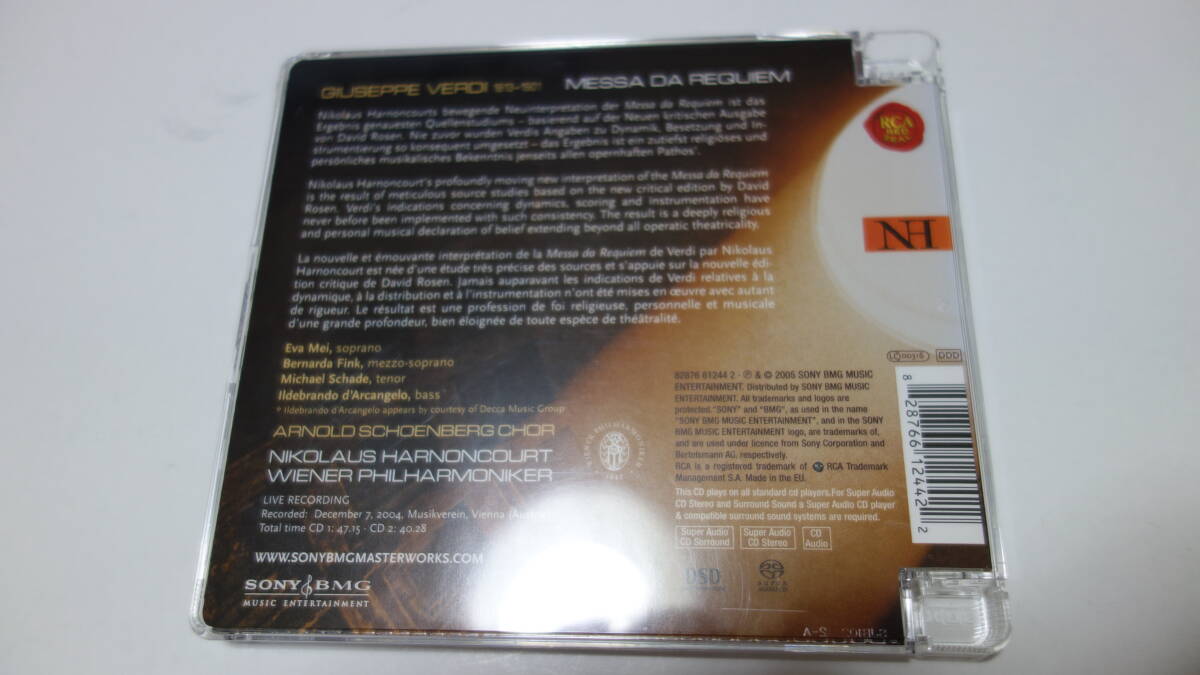 GIUSEPPE VERDI 1813–1901 MESSA DA REQUIEM
Nikolaus Harnoncourts bewegende Neuinterpretation der Messa da Requiem ist das
Ergebnis genauesten Quellenstudiums – basierend auf der Neuen kritischen Ausgabe
von David Rosen. Nie zuvor wurden Verdis Angaben zu Dynamik, Besetzung und In-
strumentierung so konsequent umgesetzt – das Ergebnis ist ein zutiefst religiöses und
persönliches musikalisches Bekenntnis jenseits allen opernhaften Pathos'.
Nikolaus Harnoncourt's profoundly moving new interpretation of the Messa da Requiem
is the result of meticulous source studies based on the new critical edition by David
Rosen. Verdi's indications concerning dynamics, scoring and instrumentation have
never before been implemented with such consistency. The result is a deeply religious
and personal musical declaration of belief extending beyond all operatic theatricality.
La nouvelle et émouvante interprétation de la Messa da Requiem de Verdi par Nikolaus
Harnoncourt est née d'une étude très précise des sources et s'appuie sur la nouvelle édi-
tion critique de David Rosen. Jamais auparavant les indications de Verdi relatives à la
dynamique, à la distribution et à l'instrumentation n'ont été mises en œuvre avec autant
de rigueur. Le résultat est une profession de foi religieuse, personnelle et musicale
d'une grande profondeur, bien éloignée de toute espèce de théâtralité.
Eva Mei, soprano
Bernarda Fink, mezzo-soprano
Michael Schade, tenor
Ildebrando d'Arcangelo, bass*
* Ildebrando d'Arcangelo appears by courtesy of Decca Music Group
ARNOLD SCHOENBERG CHOR
NIKOLAUS HARNONCOURT
WIENER PHILHARMONIKER
LIVE RECORDING
Recorded: December 7, 2004, Musikverein, Vienna (Austria)
Total time CD 1: 47.15 · CD 2: 40.28
WWW.SONYBMGMASTERWORKS.COM
SONY BMG
MUSIC ENTERTAINMENT
WIENER PHILHARMONIKER
1842
RCA
RED
SEAL
NH
LC 00316 DDD
82876 61244 2 · ℗ & © 2005 SONY BMG MUSIC
ENTERTAINMENT. Distributed by SONY BMG MUSIC
ENTERTAINMENT. All trademarks and logos are
protected. "SONY" and "BMG", as used in the name
"SONY BMG MUSIC ENTERTAINMENT", and in the SONY
BMG MUSIC ENTERTAINMENT logo, are trademarks of,
and are used under licence from Sony Corporation and
Bertelsmann AG, respectively.
RCA is a registered trademark of RCA Trademark
Management S.A. Made in the EU.
This CD plays on all standard cd players.For Super Audio
CD Stereo and Surround Sound a Super Audio CD player
& compatible surround sound systems are required.
Super Audio CD Surround
Super Audio CD Stereo
CD Audio
DSD
SUPER AUDIO CD
8 28766 12442 2